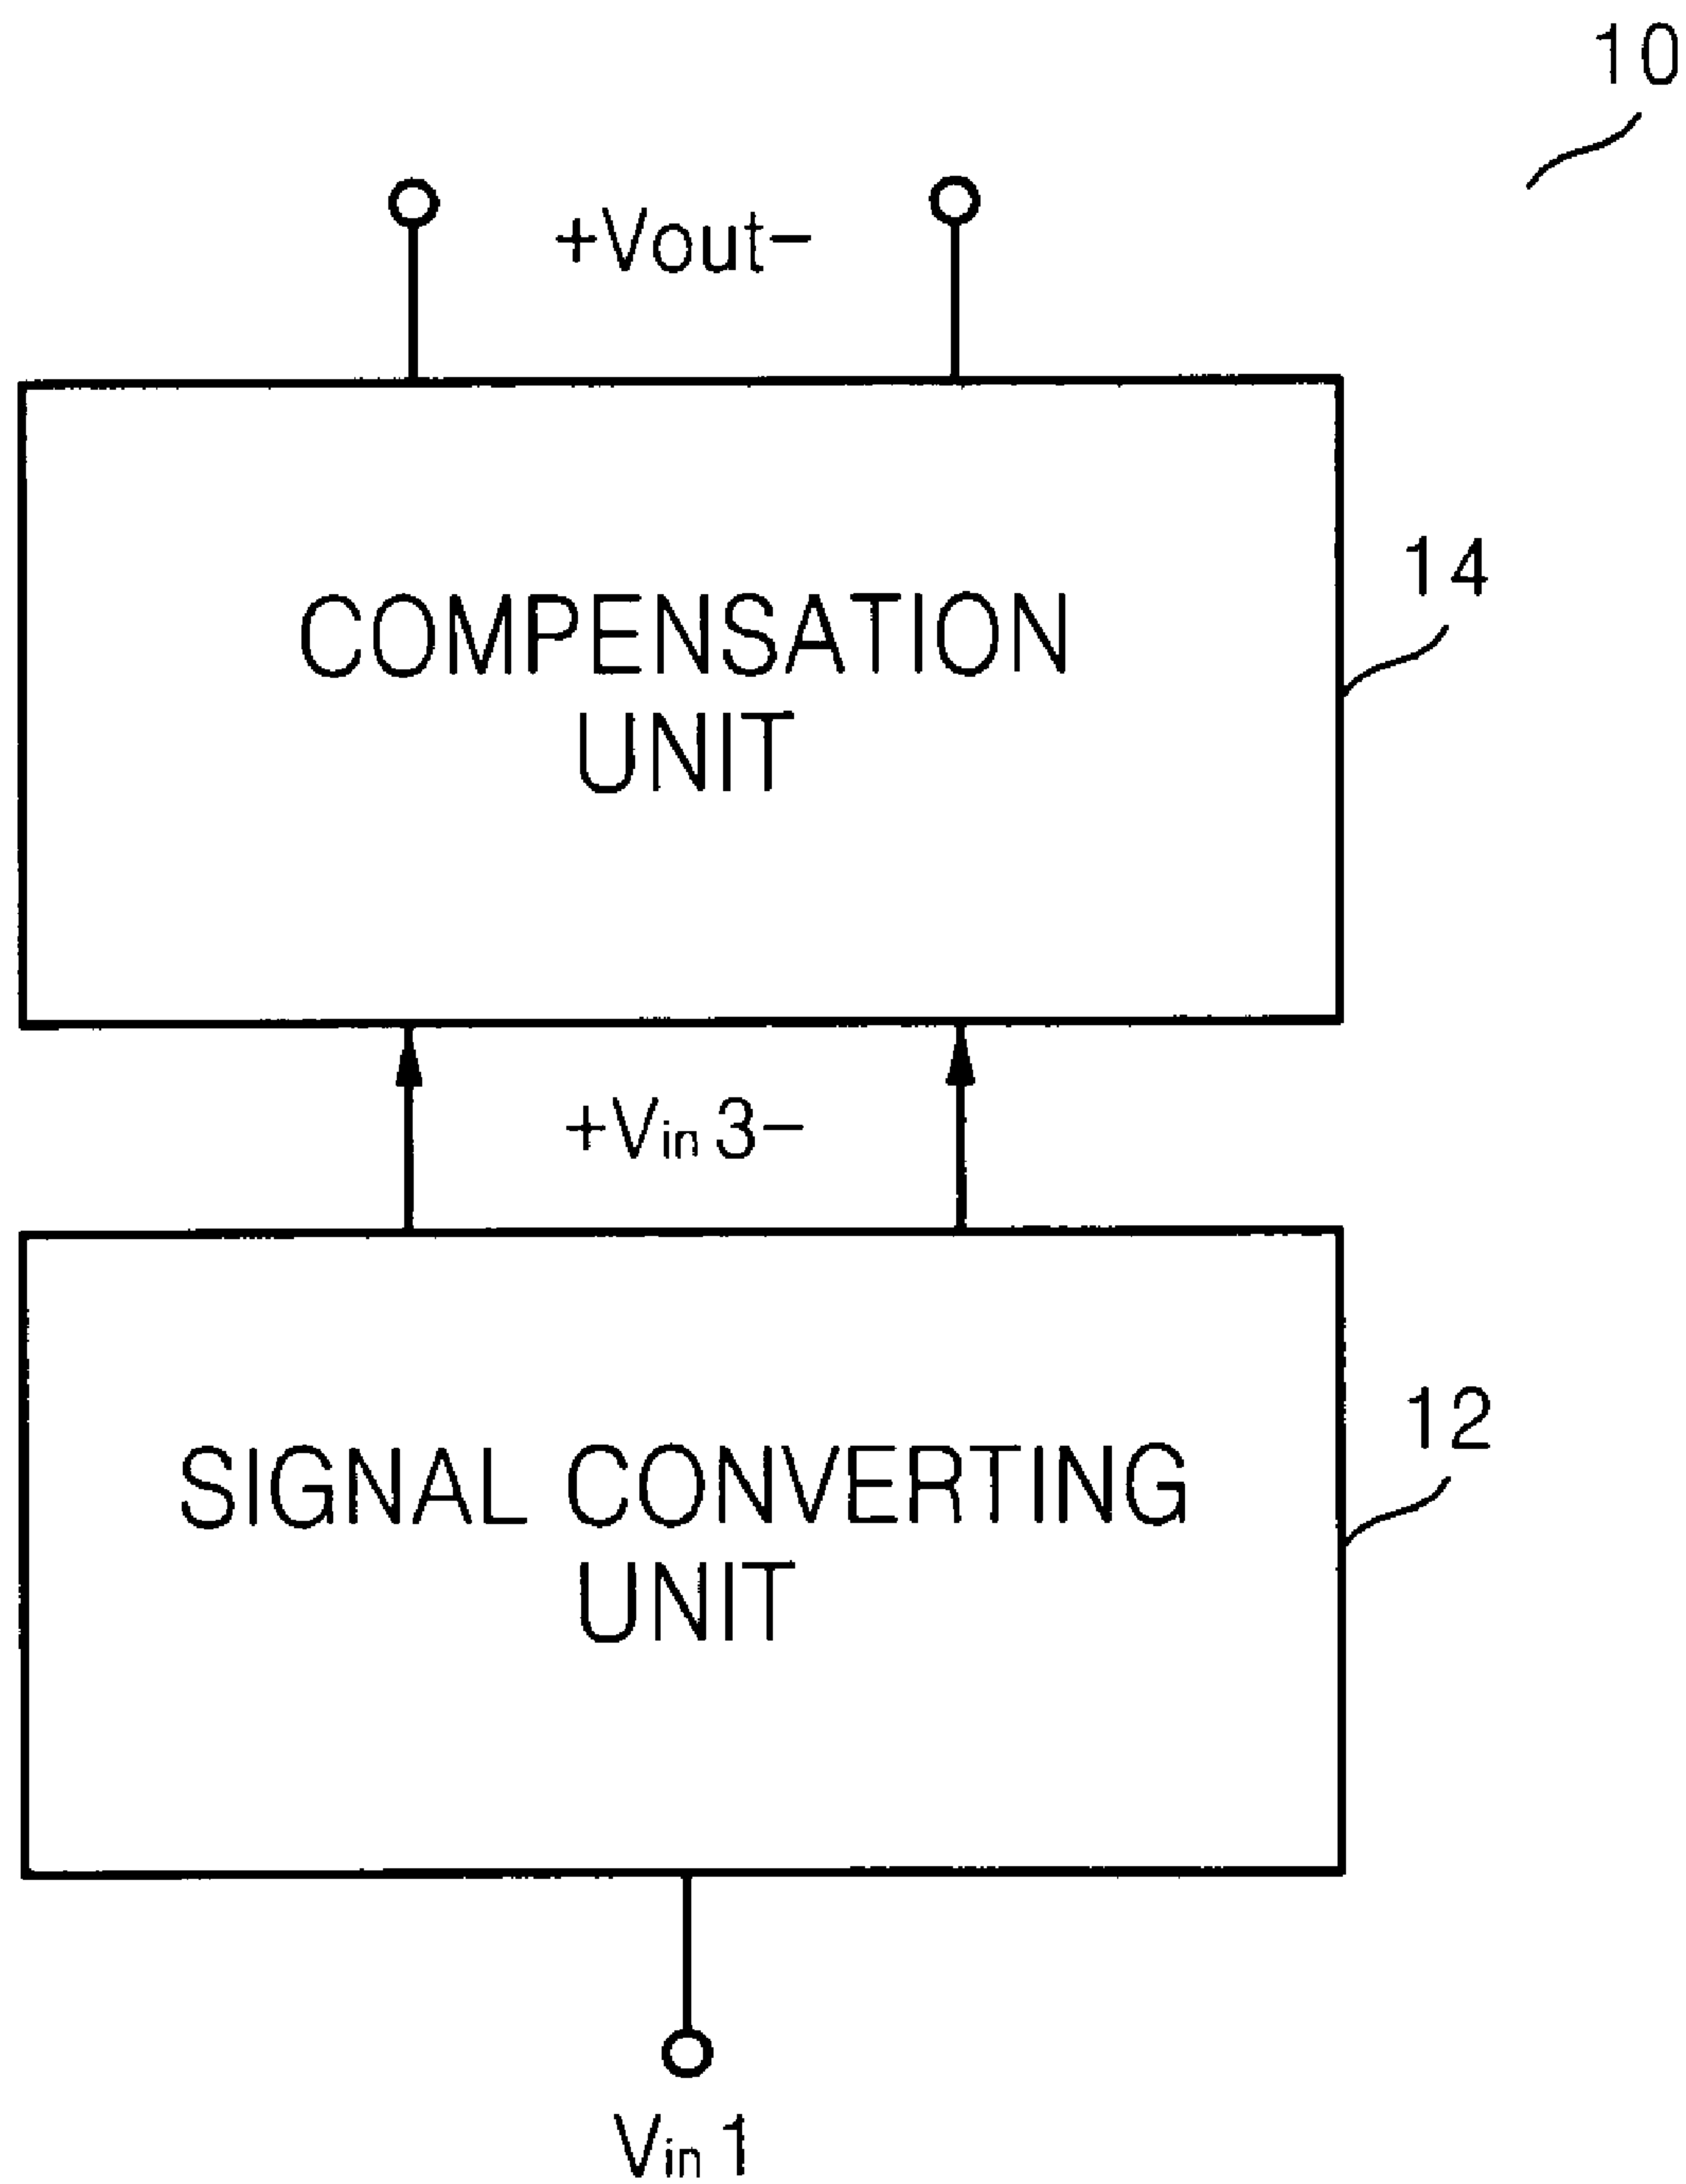 10
+Vout-
COMPENSATION
UNIT
14
+Vin3-
SIGNAL CONVERTING
UNIT
12
Vin1